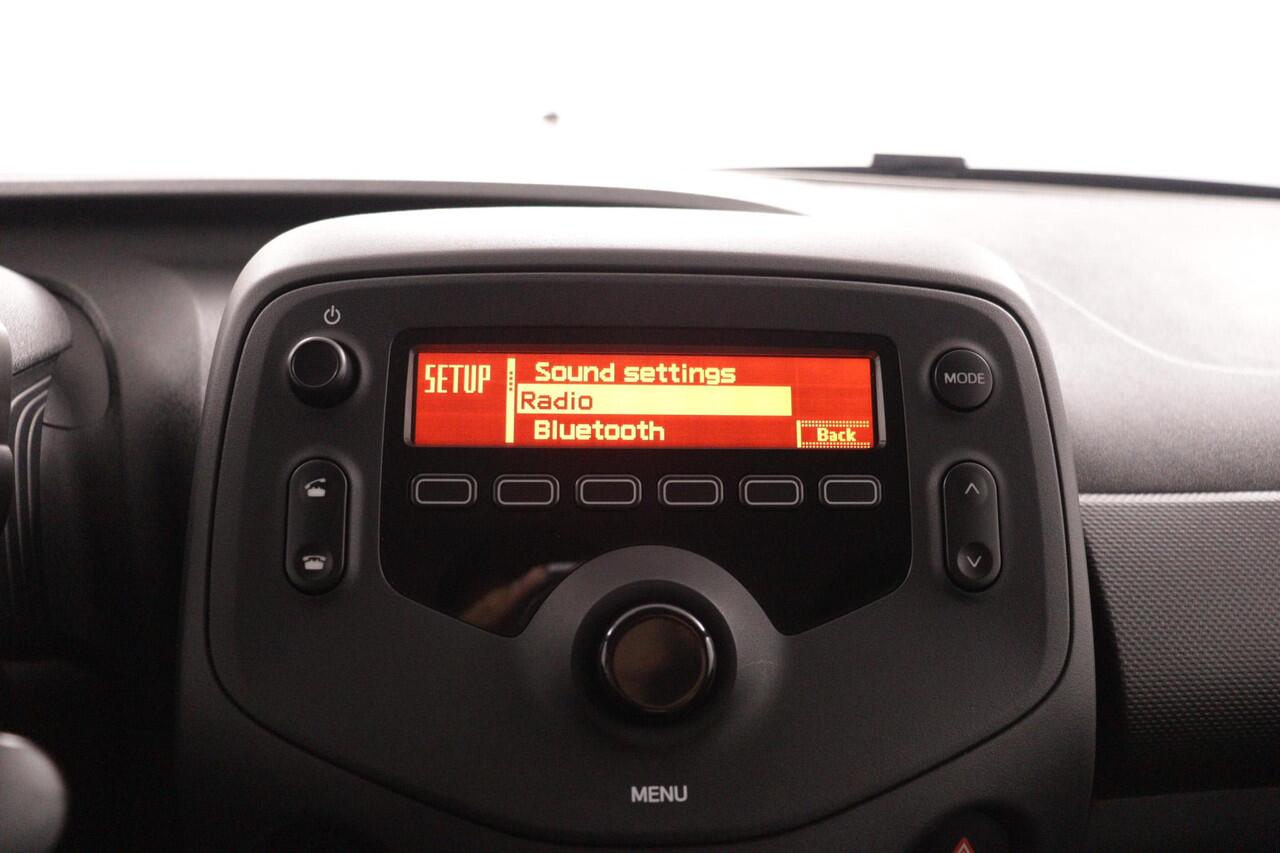 SETUP
Sound settings
Radio
Bluetooth
Back
MODE
MENU